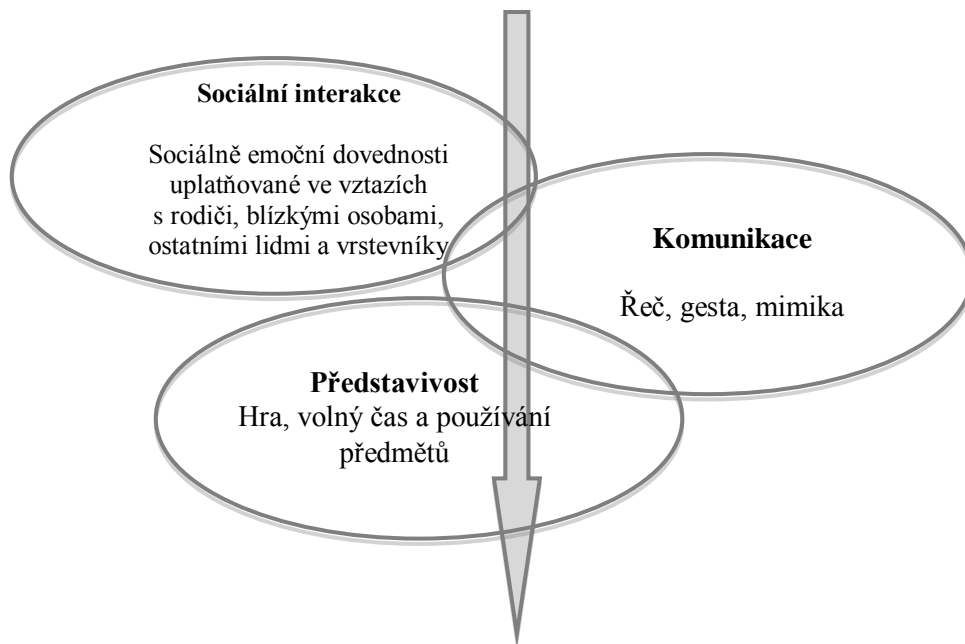 Sociální interakce
Sociálně emoční dovednosti
uplatňované ve vztazích
s rodiči, blízkými osobami,
ostatními lidmi a vrstevníky
Komunikace
Řeč, gesta, mimika
Představivost
Hra, volný čas a používání
předmětů